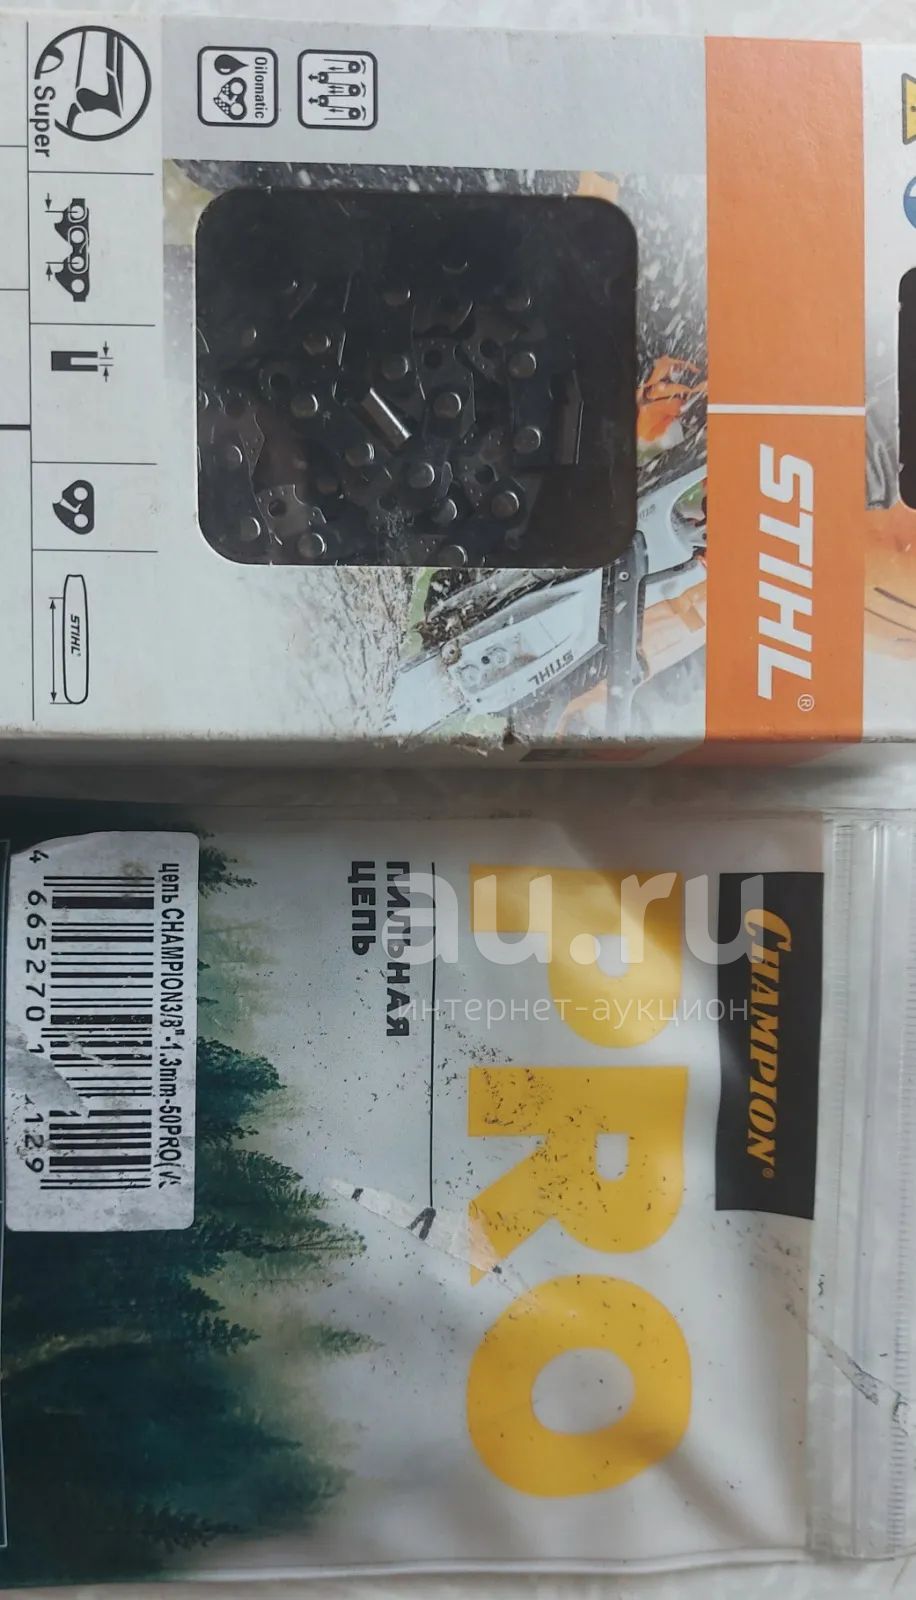 Super
Oilomatic
STIHL®
STIHL
STIHL
CHAMPION®
PRO
ПИЛЬНАЯ
ЦЕПЬ
цепь CHAMPION3/8"-1.3mm-50PRO(V
4 665270 1 129
au.ru
интернет-аукцион